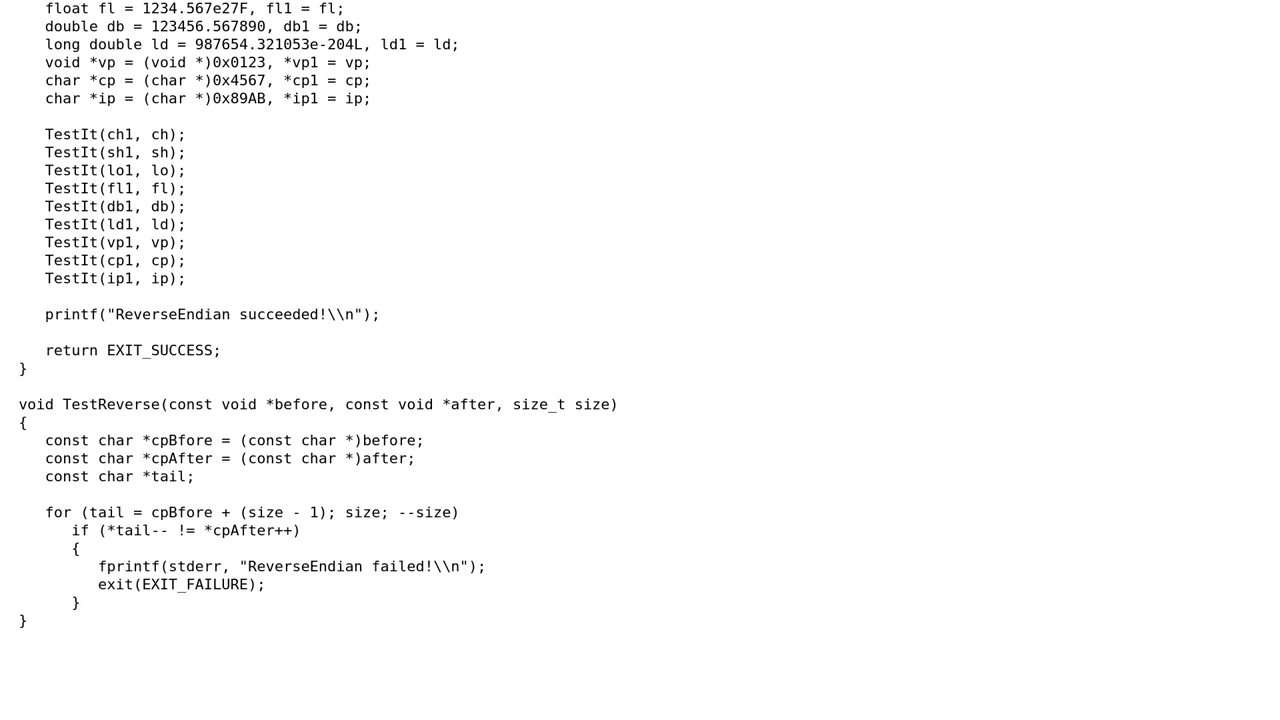 float fl = 1234.567e27F, fl1 = fl;
double db = 123456.567890, db1 = db;
long double ld = 987654.321053e-204L, ld1 = ld;
void *vp = (void *)0x0123, *vp1 = vp;
char *cp = (char *)0x4567, *cp1 = cp;
char *ip = (char *)0x89AB, *ip1 = ip;
TestIt(ch1, ch);
TestIt(sh1, sh);
TestIt(lo1, lo);
TestIt(fl1, fl);
TestIt(db1, db);
TestIt(ld1, ld);
TestIt(vp1, vp);
TestIt(cp1, cp);
TestIt(ip1, ip);
printf("ReverseEndian succeeded!\\n");
return EXIT_SUCCESS;
}
void TestReverse(const void *before, const void *after, size_t size)
{
const char *cpBfore = (const char *)before;
const char *cpAfter = (const char *)after;
const char *tail;
for (tail = cpBfore + (size - 1); size; --size)
if (*tail-- != *cpAfter++)
{
fprintf(stderr, "ReverseEndian failed!\\n");
exit(EXIT_FAILURE);
}
}